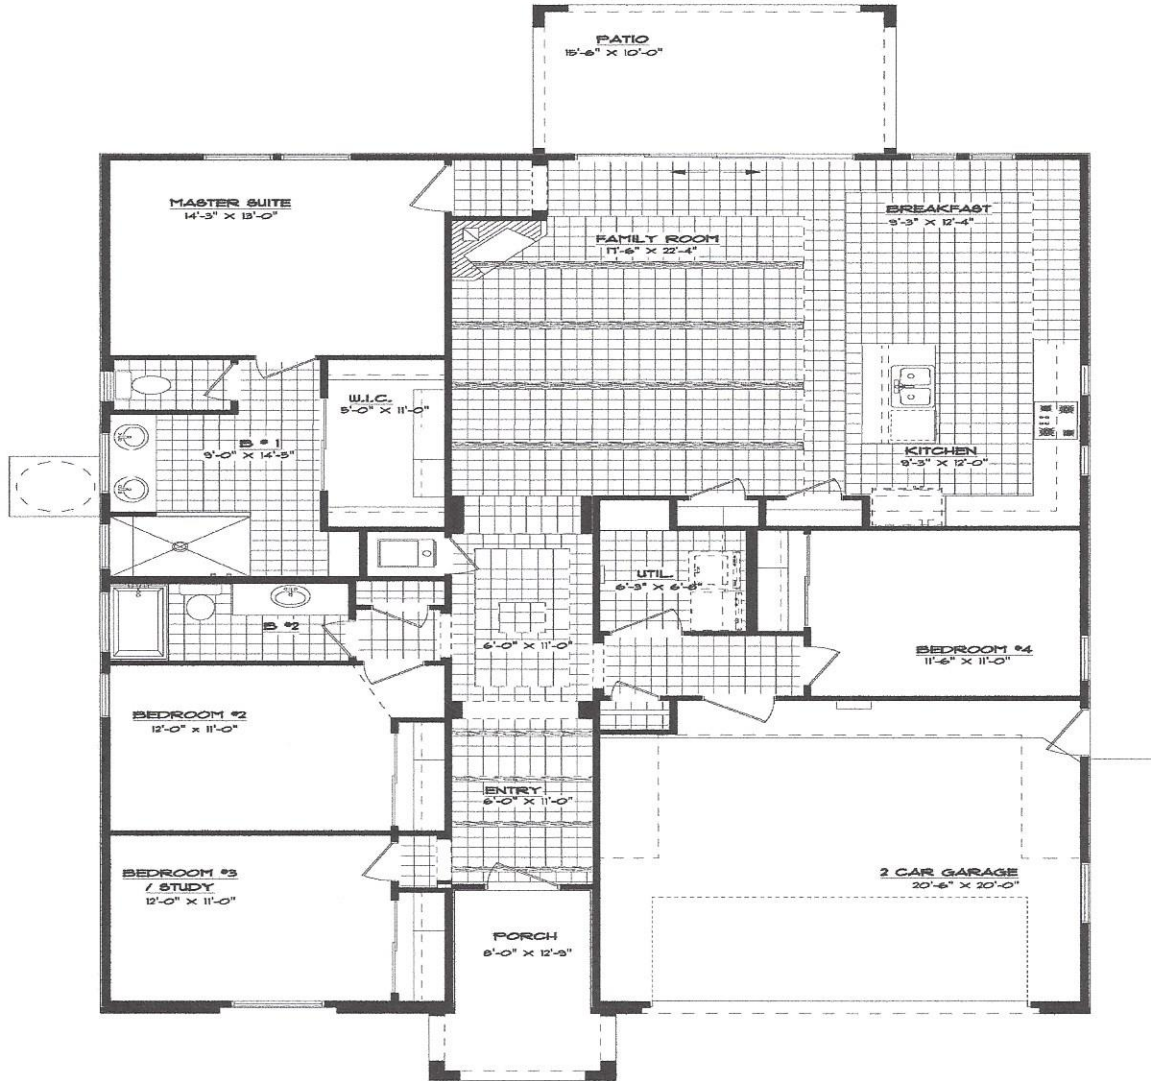 PATIO
15'-6" X 10'-0"
MASTER SUITE
14'-3" X 13'-0"
BREAKFAST
9'-3" X 12'-4"
FAMILY ROOM
17'-6" X 22'-4"
W.I.C.
5'-0" X 11'-0"
B #1
9'-0" X 14'-5"
KITCHEN
9'-3" X 12'-0"
UTIL.
6'-3" X 6'-8"
B #2
6'-0" X 11'-0"
BEDROOM #4
11'-6" X 11'-0"
BEDROOM #2
12'-0" X 11'-0"
ENTRY
6'-0" X 11'-0"
BEDROOM #3
/ STUDY
12'-0" X 11'-0"
2 CAR GARAGE
20'-6" X 20'-0"
PORCH
8'-0" X 12'-9"